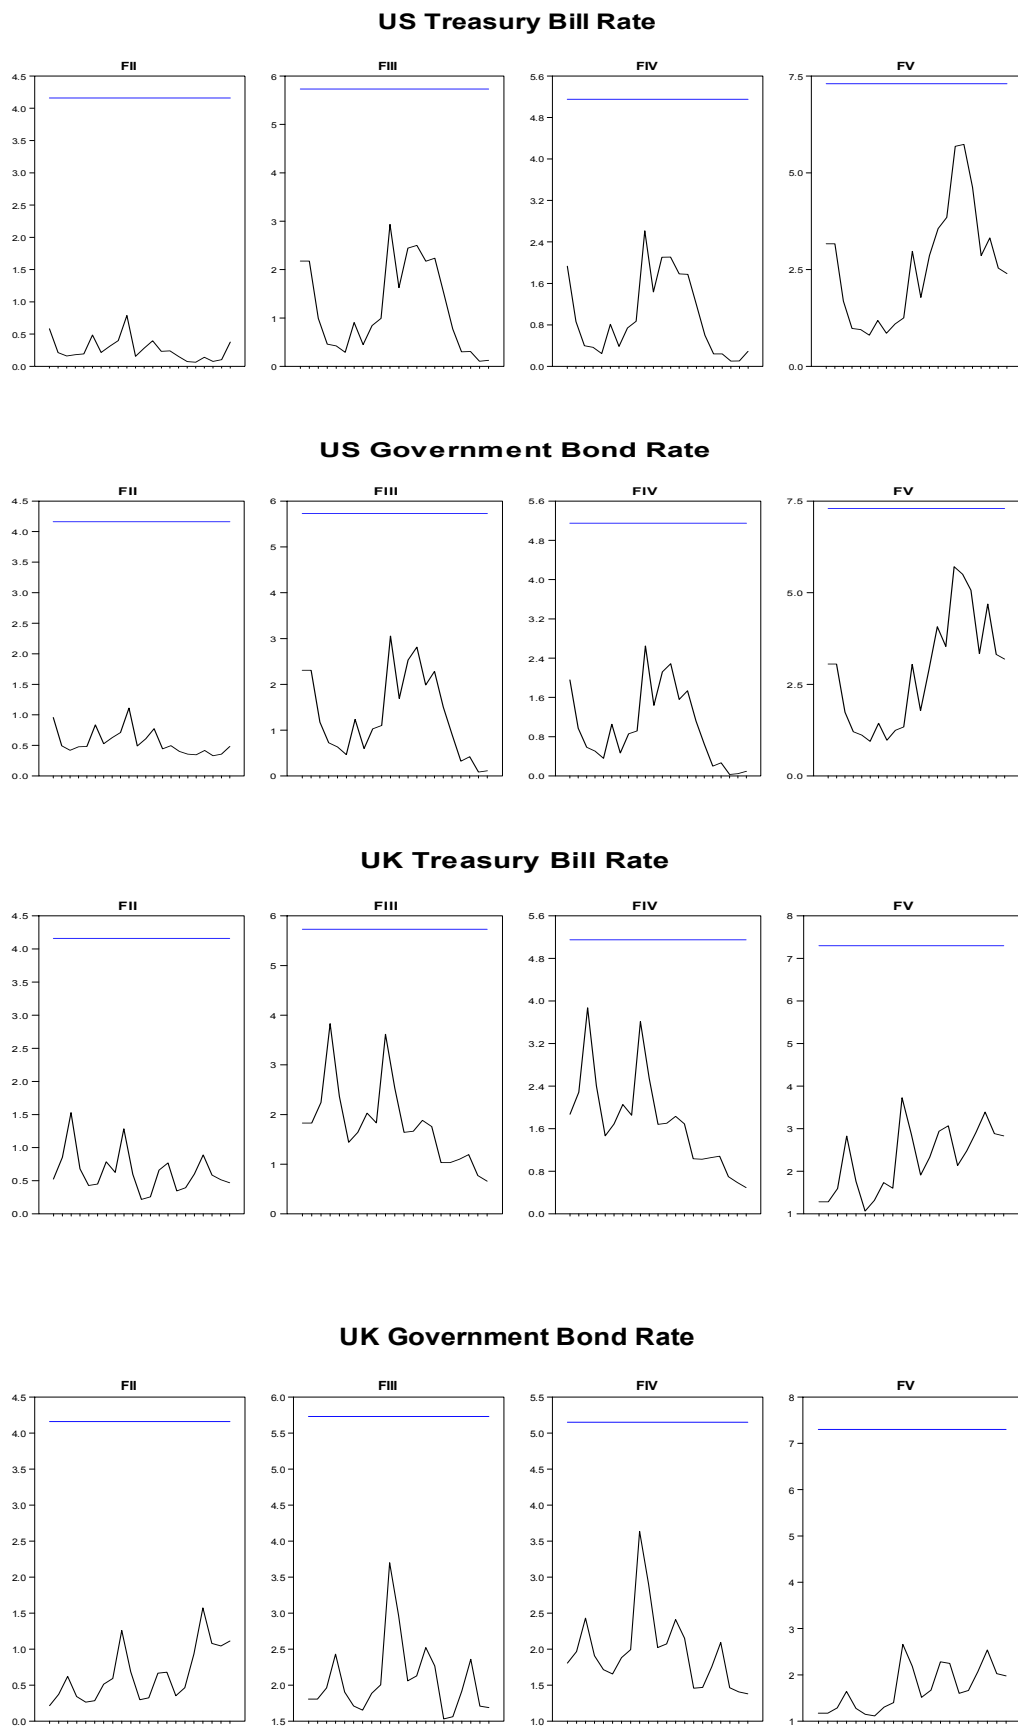 US Treasury Bill Rate
FII FIII FIV FV
4.5 6 5.6 7.5
4.0
3.5 5 4.8
3.0 4 4.0 5.0
2.5 3.2
2.0 3 2.4
1.5 2 1.6 2.5
1.0 1 0.8
0.5
0.0 0 0.0 0.0
US Government Bond Rate
FII FIII FIV FV
4.5 6 5.6 7.5
4.0
3.5 5 4.8
3.0 4 4.0 5.0
2.5 3.2
2.0 3 2.4
1.5 2 1.6 2.5
1.0 1 0.8
0.5
0.0 0 0.0 0.0
UK Treasury Bill Rate
FII FIII FIV FV
4.5 6 5.6 8
4.0 4.8 7
3.5 5
3.0 4 4.0 6
2.5 3.2 5
2.0 3 2.4 4
1.5 2 1.6 3
1.0 1 0.8 2
0.5
0.0 0 0.0 1
UK Government Bond Rate
FII FIII FIV FV
4.5 6.0 5.5 8
4.0 5.5 5.0 7
3.5 5.0 4.5
3.0 4.5 4.0 6
2.5 4.0 3.5 5
2.0 3.5 3.0 4
1.5 3.0 2.5 3
1.0 2.5 2.0 2
0.5 2.0 1.5
0.0 1.5 1.0 1